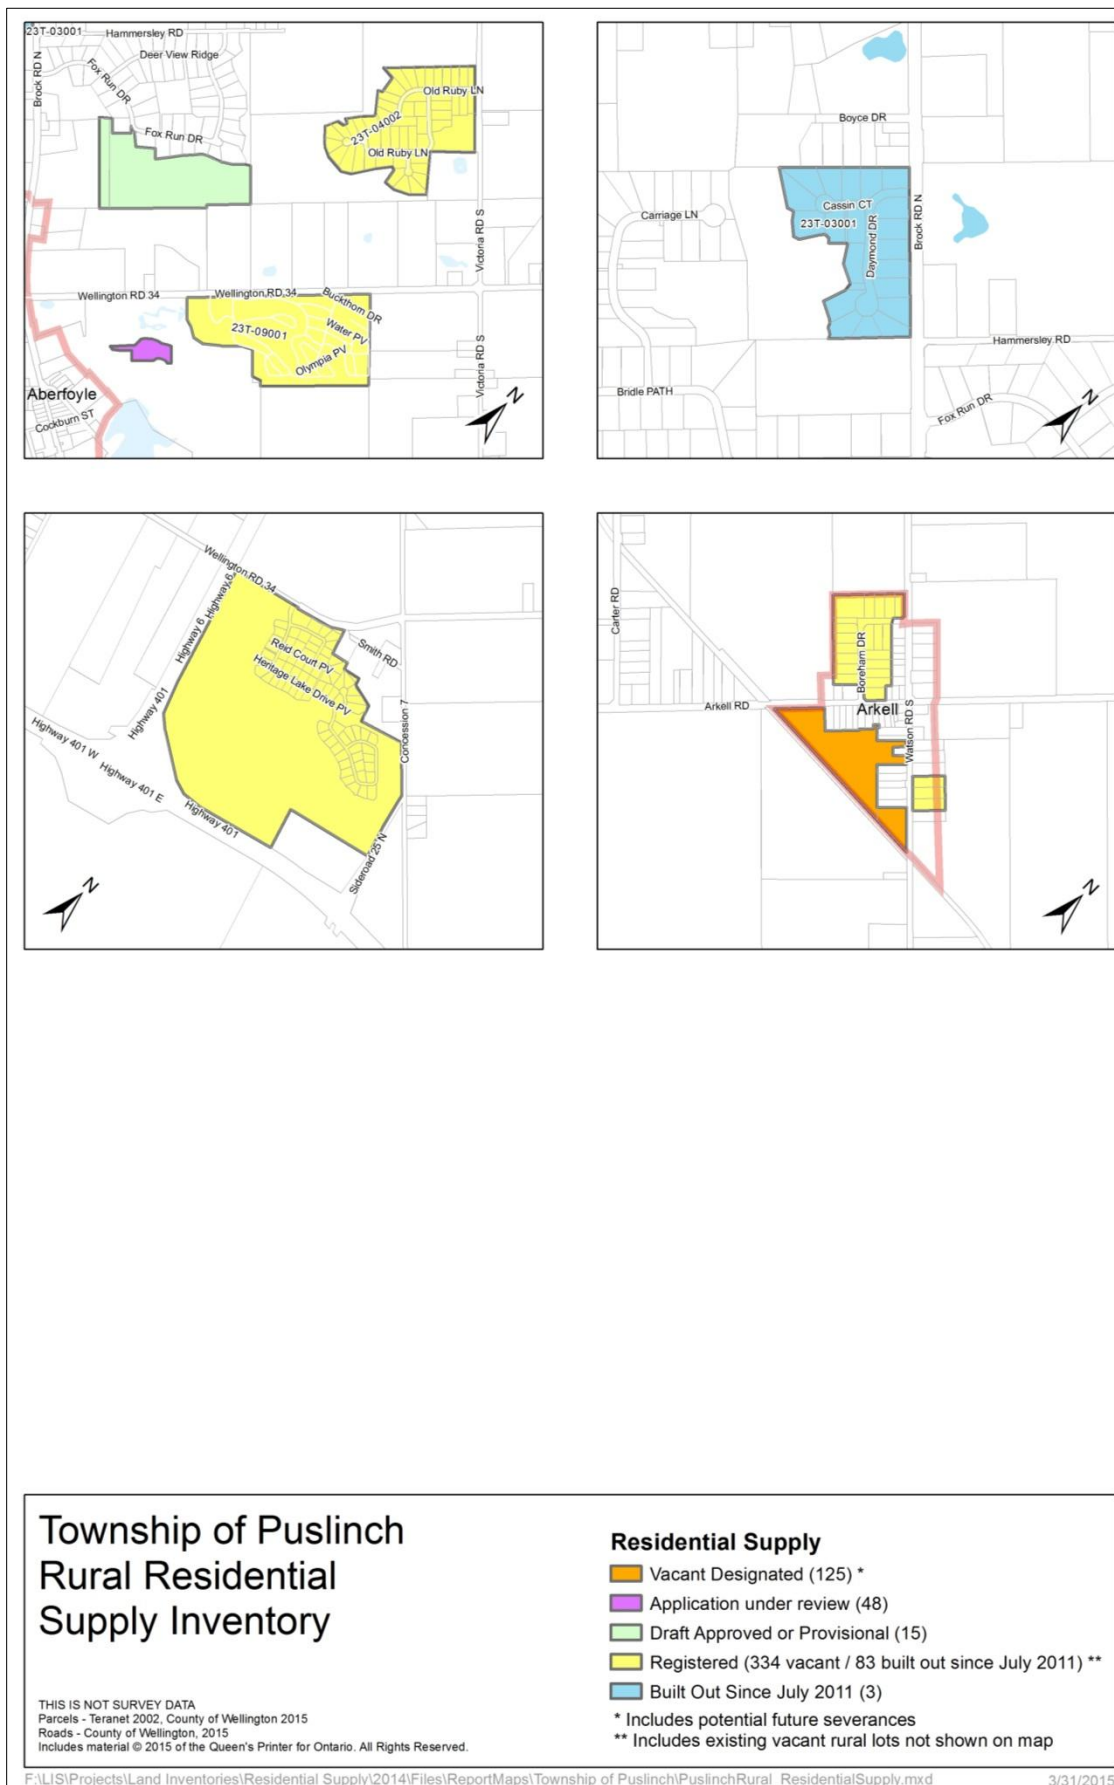 23T-03001
Hammersley RD
Deer View Ridge
Brock RD N
Fox Run DR
Fox Run DR
Old Ruby LN
23T-04002
Old Ruby LN
Victoria RD S
Wellington RD 34
Wellington RD 34
Buckthorn DR
Water PV
23T-09001
Olympia PV
Victoria RD S
Aberfoyle
Cockburn ST
N
Boyce DR
Carriage LN
Cassin CT
23T-03001
Daymond DR
Brock RD N
Hammersley RD
Bridle PATH
Fox Run DR
N
Wellington RD 34
Highway 6
Highway 6
Reid Court PV
Smith RD
Heritage Lake Drive PV
Highway 401
Concession 7
Highway 401 W
Highway 401 E
Highway 401
Sideroad 25 N
N
Carter RD
Boreham DR
Arkell RD
Arkell
Watson RD S
N
Township of Puslinch
Rural Residential
Supply Inventory
THIS IS NOT SURVEY DATA
Parcels - Teranet 2002, County of Wellington 2015
Roads - County of Wellington, 2015
Includes material © 2015 of the Queen's Printer for Ontario. All Rights Reserved.
Residential Supply
Vacant Designated (125) *
Application under review (48)
Draft Approved or Provisional (15)
Registered (334 vacant / 83 built out since July 2011) **
Built Out Since July 2011 (3)
* Includes potential future severances
** Includes existing vacant rural lots not shown on map
F:\LIS\Projects\Land Inventories\Residential Supply\2014\Files\ReportMaps\Township of Puslinch\PuslinchRural_ResidentialSupply.mxd 3/31/2015